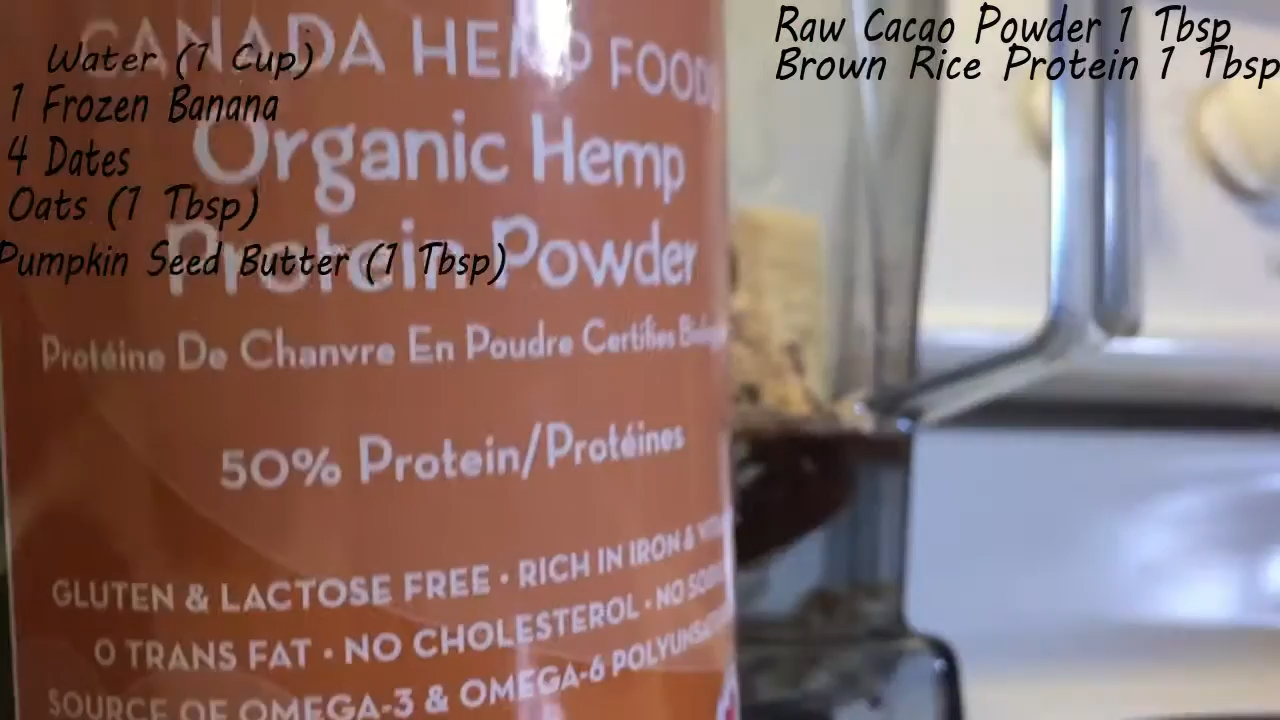 Water (1 Cup)
1 Frozen Banana
4 Dates
Oats (1 Tbsp)
Pumpkin Seed Butter (1 Tbsp)
Raw Cacao Powder 1 Tbsp
Brown Rice Protein 1 Tbsp
CANADA HEMP FOODS
Organic Hemp
Protein Powder
Protéine De Chanvre En Poudre Certifies
50% Protein/Protéines
GLUTEN & LACTOSE FREE · RICH IN IRON &
0 TRANS FAT · NO CHOLESTEROL · NO
SOURCE OF OMEGA-3 & OMEGA-6